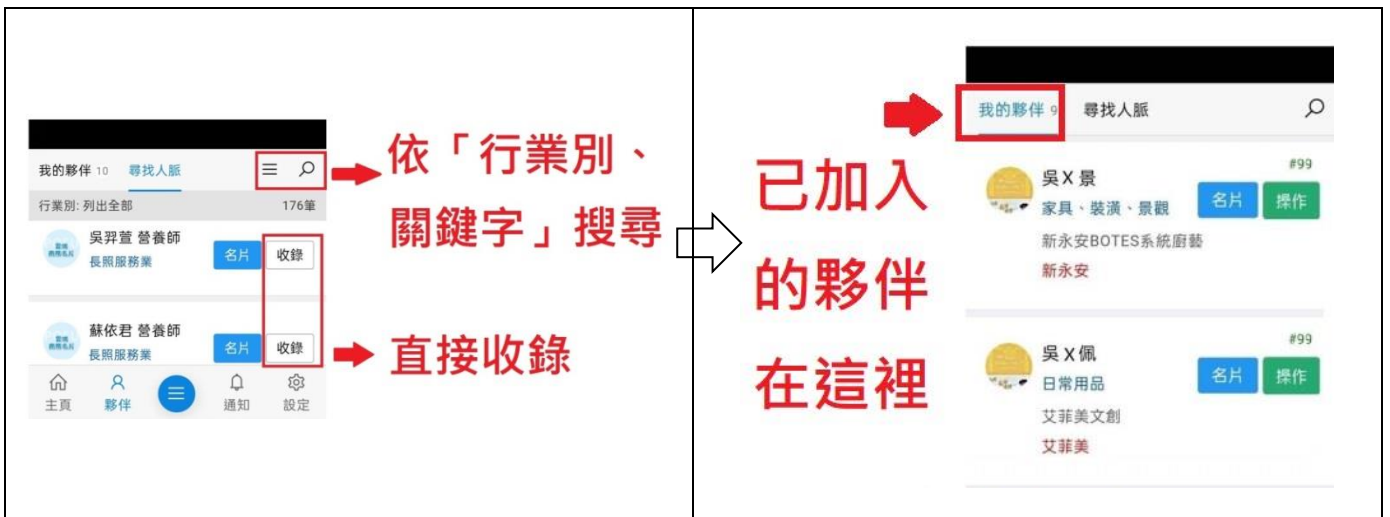 我的夥伴 10 尋找人脈
行業別: 列出全部 176筆
吳羿萱 營養師
長照服務業
名片 收錄
蘇依君 營養師
長照服務業
名片 收錄
主頁 夥伴 通知 設定
依「行業別、
關鍵字」搜尋
直接收錄
已加入
的夥伴
在這裡
我的夥伴 9 尋找人脈
#99
吳X景
家具、裝潢、景觀
名片 操作
新永安BOTES系統廚藝
新永安
#99
吳X佩
日常用品
名片 操作
艾菲美文創
艾菲美